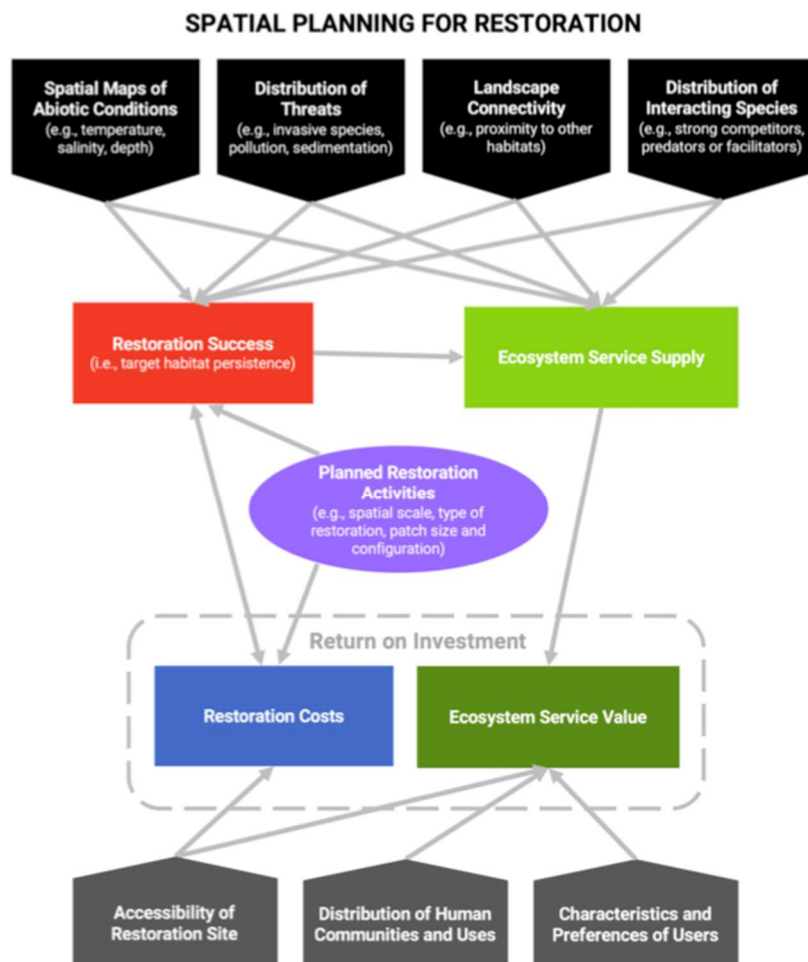 SPATIAL PLANNING FOR RESTORATION
Spatial Maps of
Abiotic Conditions
(e.g., temperature,
salinity, depth)
Distribution of
Threats
(e.g., invasive species,
pollution, sedimentation)
Landscape
Connectivity
(e.g., proximity to other
habitats)
Distribution of
Interacting Species
(e.g., strong competitors,
predators or facilitators)
Restoration Success
(i.e., target habitat persistence)
Ecosystem Service Supply
Planned Restoration
Activities
(e.g., spatial scale, type of
restoration, patch size and
configuration)
Return on Investment
Restoration Costs
Ecosystem Service Value
Accessibility of
Restoration Site
Distribution of Human
Communities and Uses
Characteristics and
Preferences of Users